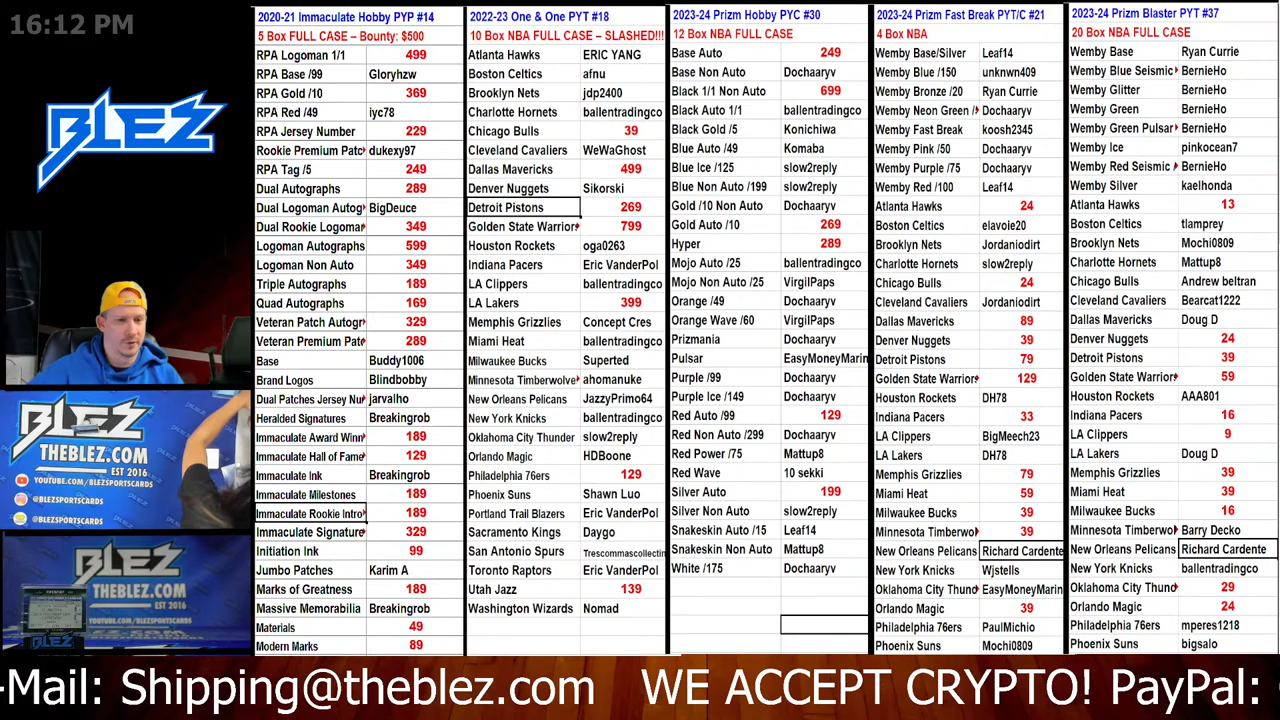 16:12 PM
BLEZ
BLEZ
THEBLEZ.COM
EST 2016
YOUTUBE.COM/BLEZSPORTSCARDS
@BLEZSPORTSCARDS
@BLEZSPORTSCARDS
BLEZ
2020-21 Immaculate Hobby PYP #14
5 Box FULL CASE – Bounty: $500
RPA Logoman 1/1 499
RPA Base /99 Gloryhzw
RPA Gold /10 369
RPA Red /49 iyc78
RPA Jersey Number 229
Rookie Premium Patc dukexy97
RPA Tag /5 249
Dual Autographs 289
Dual Logoman Autog BigDeuce
Dual Rookie Logoma 349
Logoman Autographs 599
Logoman Non Auto 349
Triple Autographs 189
Quad Autographs 169
Veteran Patch Autogr 329
Veteran Premium Pat 289
Base Buddy1006
Brand Logos Blindbobby
Dual Patches Jersey Nu jarvalho
Heralded Signatures Breakingrob
Immaculate Award Winn 189
Immaculate Hall of Fame 129
Immaculate Ink Breakingrob
Immaculate Milestones 189
Immaculate Rookie Intro 189
Immaculate Signature 329
Initiation Ink 99
Jumbo Patches Karim A
Marks of Greatness 189
Massive Memorabilia Breakingrob
Materials 49
Modern Marks 89
2022-23 One & One PYT #18
10 Box NBA FULL CASE – SLASHED!!!
Atlanta Hawks ERIC YANG
Boston Celtics afnu
Brooklyn Nets jdp2400
Charlotte Hornets ballentradingco
Chicago Bulls 39
Cleveland Cavaliers WeWaGhost
Dallas Mavericks 499
Denver Nuggets Sikorski
Detroit Pistons 269
Golden State Warrior 799
Houston Rockets oga0263
Indiana Pacers Eric VanderPol
LA Clippers ballentradingco
LA Lakers 399
Memphis Grizzlies Concept Cres
Miami Heat ballentradingco
Milwaukee Bucks Superted
Minnesota Timberwolve ahomanuke
New Orleans Pelicans JazzyPrimo64
New York Knicks ballentradingco
Oklahoma City Thunder slow2reply
Orlando Magic HDBoone
Philadelphia 76ers 129
Phoenix Suns Shawn Luo
Portland Trail Blazers Eric VanderPol
Sacramento Kings Daygo
San Antonio Spurs Trescommascollectin
Toronto Raptors Eric VanderPol
Utah Jazz 139
Washington Wizards Nomad
2023-24 Prizm Hobby PYC #30
12 Box NBA FULL CASE
Base Auto 249
Base Non Auto Dochaaryv
Black 1/1 Non Auto 699
Black Auto 1/1 ballentradingco
Black Gold /5 Konichiwa
Blue Auto /49 Komaba
Blue Ice /125 slow2reply
Blue Non Auto /199 slow2reply
Gold /10 Non Auto Dochaaryv
Gold Auto /10 269
Hyper 289
Mojo Auto /25 ballentradingco
Mojo Non Auto /25 VirgilPaps
Orange /49 Dochaaryv
Orange Wave /60 VirgilPaps
Prizmania Dochaaryv
Pulsar EasyMoneyMarin
Purple /99 Dochaaryv
Purple Ice /149 Dochaaryv
Red Auto /99 129
Red Non Auto /299 Dochaaryv
Red Power /75 Mattup8
Red Wave 10 sekki
Silver Auto 199
Silver Non Auto slow2reply
Snakeskin Auto /15 Leaf14
Snakeskin Non Auto Mattup8
White /175 Dochaaryv
2023-24 Prizm Fast Break PYT/C #21
4 Box NBA
Wemby Base/Silver Leaf14
Wemby Blue /150 unknwn409
Wemby Bronze /20 Ryan Currie
Wemby Neon Green / Dochaaryv
Wemby Fast Break koosh2345
Wemby Pink /50 Dochaaryv
Wemby Purple /75 Dochaaryv
Wemby Red /100 Leaf14
Atlanta Hawks 24
Boston Celtics elavoie20
Brooklyn Nets Jordaniodirt
Charlotte Hornets slow2reply
Chicago Bulls 24
Cleveland Cavaliers Jordaniodirt
Dallas Mavericks 89
Denver Nuggets 39
Detroit Pistons 79
Golden State Warrior 129
Houston Rockets DH78
Indiana Pacers 33
LA Clippers BigMeech23
LA Lakers DH78
Memphis Grizzlies 79
Miami Heat 59
Milwaukee Bucks 39
Minnesota Timberwo 39
New Orleans Pelicans Richard Cardente
New York Knicks Wjstells
Oklahoma City Thun EasyMoneyMarin
Orlando Magic 39
Philadelphia 76ers PaulMichio
Phoenix Suns Mochi0809
2023-24 Prizm Blaster PYT #37
20 Box NBA FULL CASE
Wemby Base Ryan Currie
Wemby Blue Seismic BernieHo
Wemby Glitter BernieHo
Wemby Green BernieHo
Wemby Green Pulsar BernieHo
Wemby Ice pinkocean7
Wemby Red Seismic BernieHo
Wemby Silver kaelhonda
Atlanta Hawks 13
Boston Celtics tlamprey
Brooklyn Nets Mochi0809
Charlotte Hornets Mattup8
Chicago Bulls Andrew beltran
Cleveland Cavaliers Bearcat1222
Dallas Mavericks Doug D
Denver Nuggets 24
Detroit Pistons 39
Golden State Warrior 59
Houston Rockets AAA801
Indiana Pacers 16
LA Clippers 9
LA Lakers Doug D
Memphis Grizzlies 39
Miami Heat 39
Milwaukee Bucks 16
Minnesota Timberwo Barry Decko
New Orleans Pelicans Richard Cardente
New York Knicks ballentradingco
Oklahoma City Thun 29
Orlando Magic 24
Philadelphia 76ers mperes1218
Phoenix Suns bigsalo
-Mail: Shipping@theblez.com WE ACCEPT CRYPTO! PayPal: